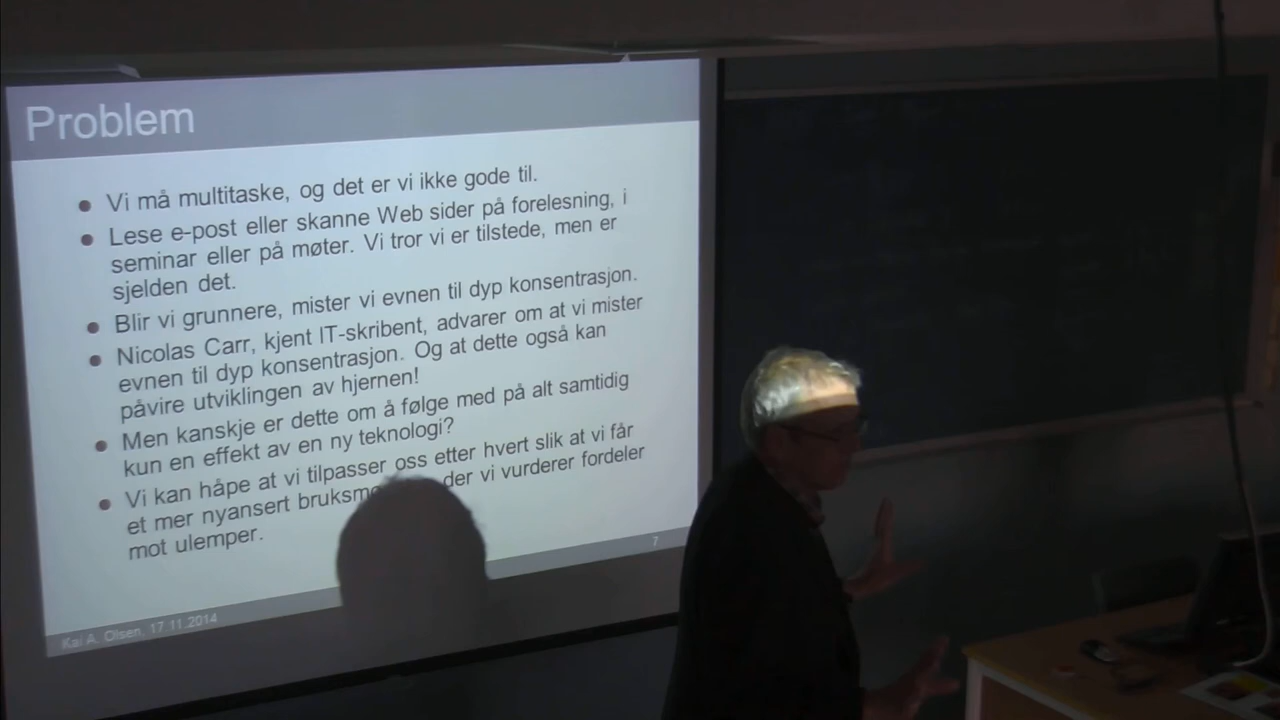 Problem
Vi må multitaske, og det er vi ikke gode til.
Lese e-post eller skanne Web sider på forelesning, i
seminar eller på møter. Vi tror vi er tilstede, men er
sjelden det.
Blir vi grunnere, mister vi evnen til dyp konsentrasjon.
Nicolas Carr, kjent IT-skribent, advarer om at vi mister
evnen til dyp konsentrasjon. Og at dette også kan
påvire utviklingen av hjernen!
Men kanskje er dette om å følge med på alt samtidig
kun en effekt av en ny teknologi?
Vi kan håpe at vi tilpasser oss etter hvert slik at vi får
et mer nyansert der vi vurderer fordeler
mot ulemper.
7
Kai A. Olsen, 17.11.2014